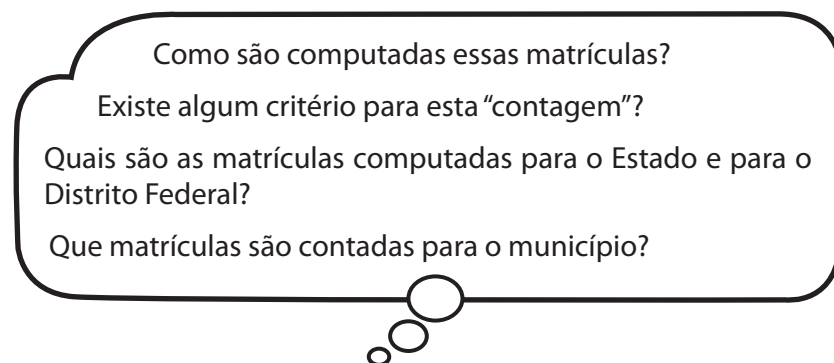 Como são computadas essas matrículas?
Existe algum critério para esta “contagem”?
Quais são as matrículas computadas para o Estado e para o
Distrito Federal?
Que matrículas são contadas para o município?